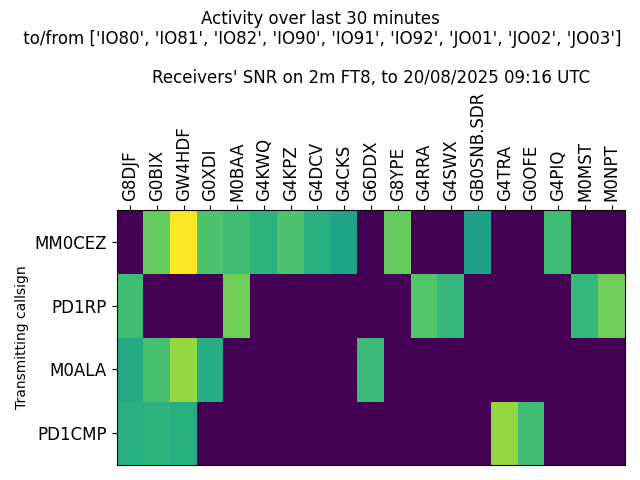 Activity over last 30 minutes
to/from ['IO80', 'IO81', 'IO82', 'IO90', 'IO91', 'IO92', 'JO01', 'JO02', 'JO03']
Receivers' SNR on 2m FT8, to 20/08/2025 09:16 UTC
G8DJF
G0BIX
GW4HDF
G0XDI
M0BAA
G4KWQ
G4KPZ
G4DCV
G4CKS
G6DDX
G8YPE
G4RRA
G4SWX
GB0SNB.SDR
G4TRA
G0OFE
G4PIQ
M0MST
M0NPT
Transmitting callsign
MM0CEZ
PD1RP
M0ALA
PD1CMP